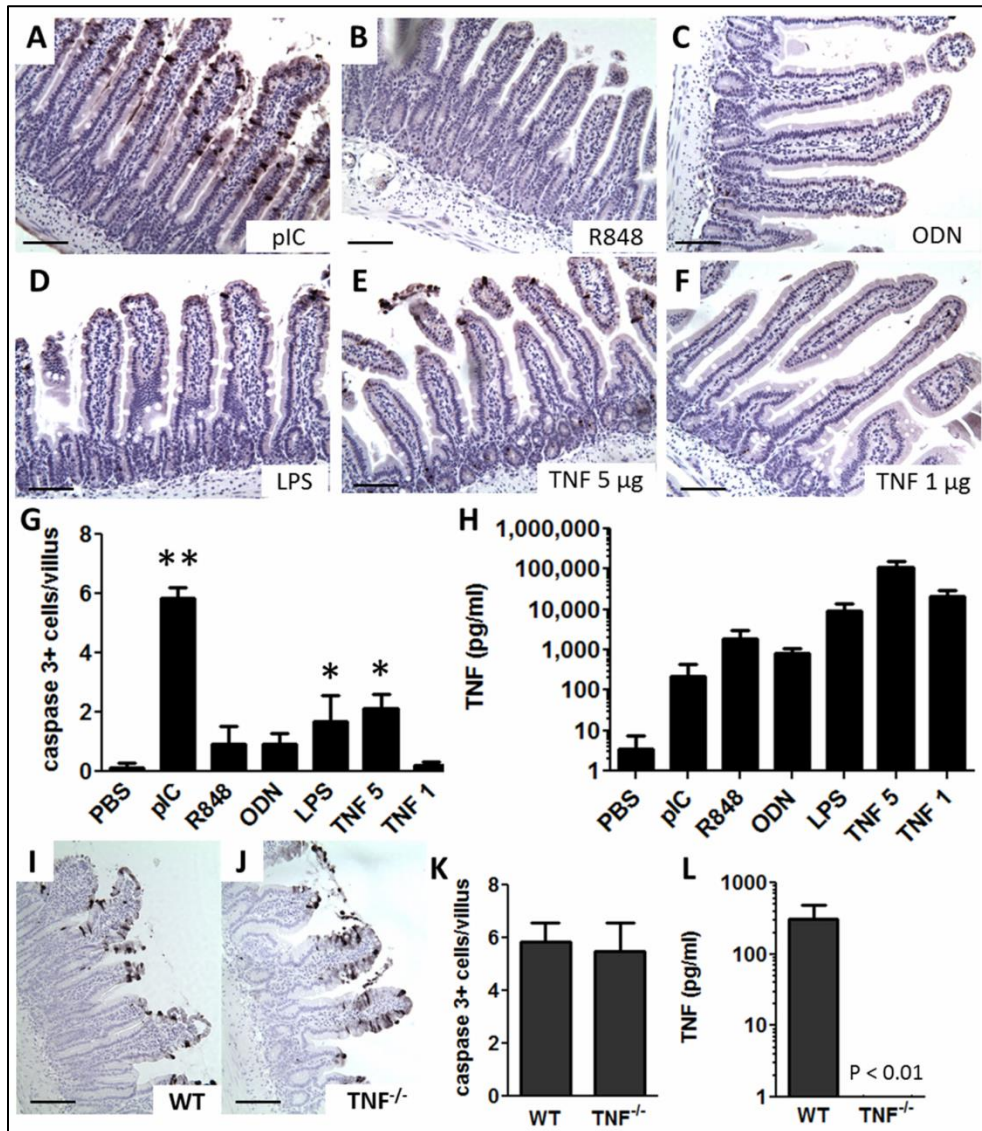 A
pIC
B
R848
C
ODN
D
LPS
E
TNF 5 µg
F
TNF 1 µg
G
caspase 3+ cells/villus
8
6
4
2
0
**
*
*
PBS
pIC
R848
ODN
LPS
TNF 5
TNF 1
H
TNF (pg/ml)
1,000,000
100,000
10,000
1,000
100
10
1
PBS
pIC
R848
ODN
LPS
TNF 5
TNF 1
I
WT
J
TNF-/-
K
caspase 3+ cells/villus
8
6
4
2
0
WT
TNF-/-
L
TNF (pg/ml)
1000
100
10
1
P < 0.01
WT
TNF-/-